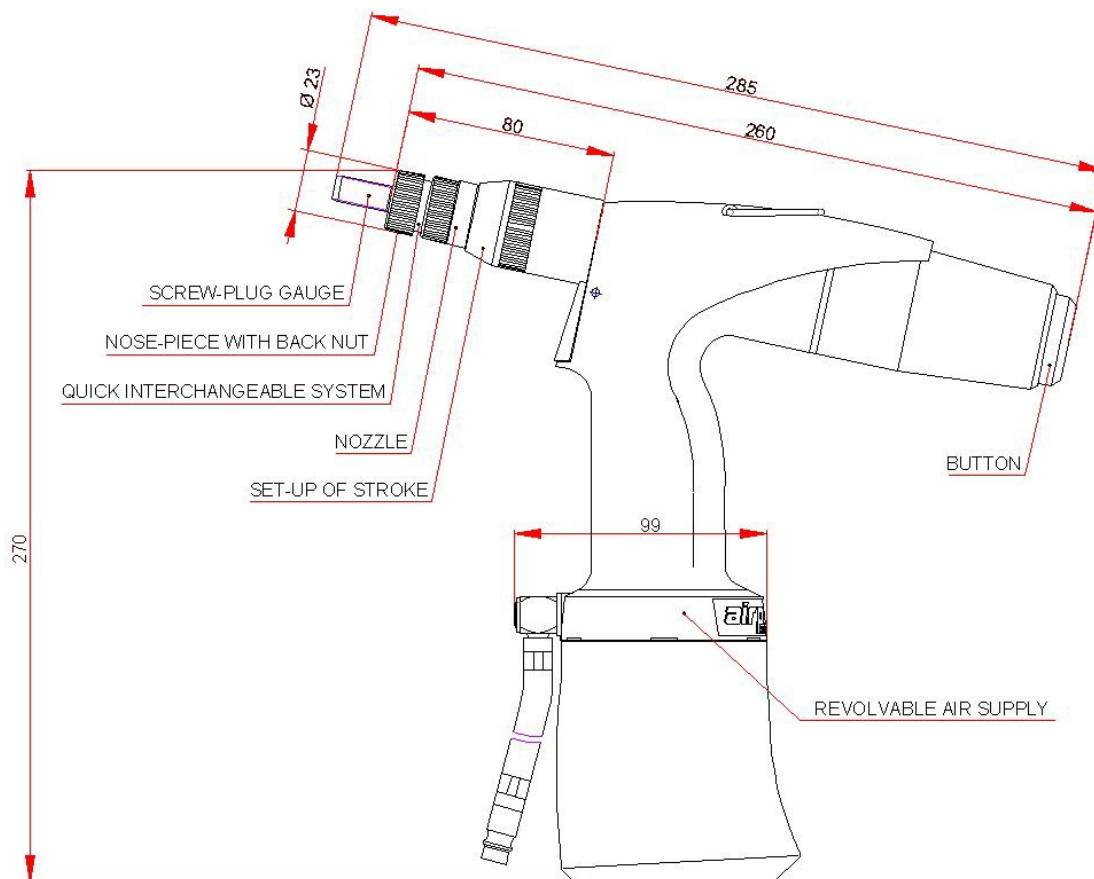 285
260
80
Ø 23
SCREW-PLUG GAUGE
NOSE-PIECE WITH BACK NUT
QUICK INTERCHANGEABLE SYSTEM
NOZZLE
SET-UP OF STROKE
BUTTON
270
99
REVOLVABLE AIR SUPPLY